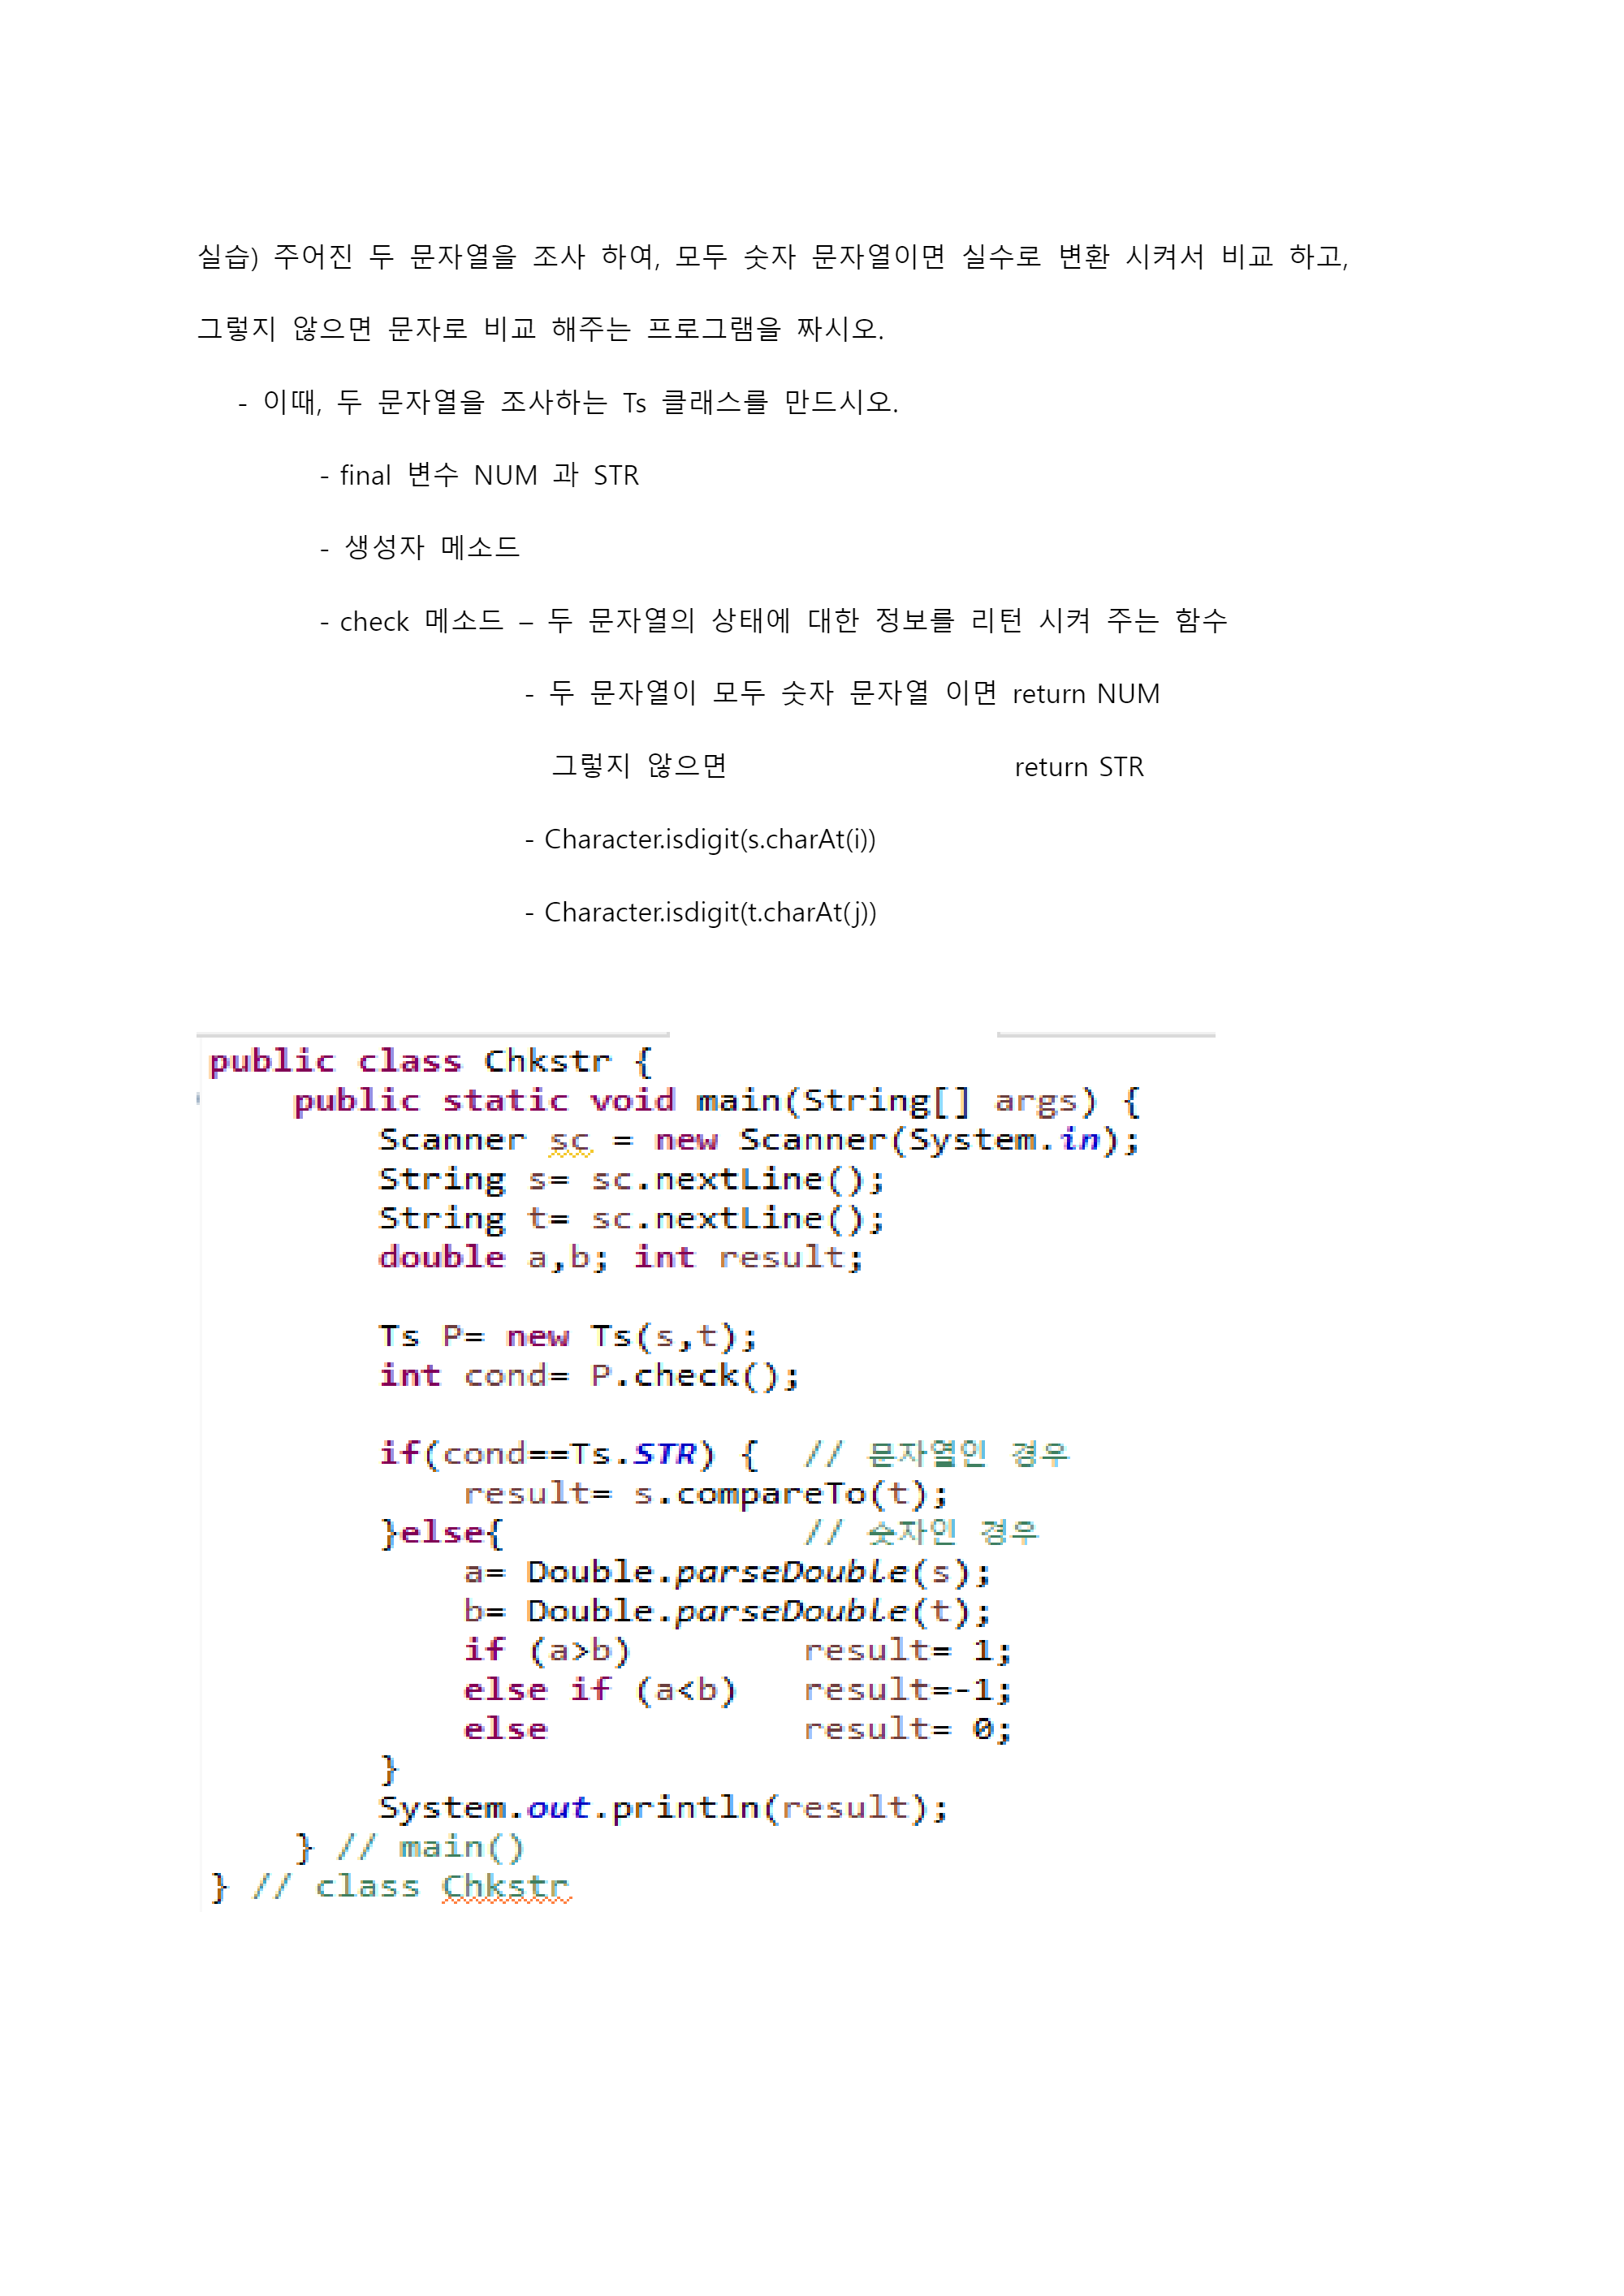 실습) 주어진 두 문자열을 조사 하여, 모두 숫자 문자열이면 실수로 변환 시켜서 비교 하고,
그렇지 않으면 문자로 비교 해주는 프로그램을 짜시오.
- 이때, 두 문자열을 조사하는 Ts 클래스를 만드시오.
- final 변수 NUM 과 STR
- 생성자 메소드
- check 메소드 – 두 문자열의 상태에 대한 정보를 리턴 시켜 주는 함수
- 두 문자열이 모두 숫자 문자열 이면 return NUM
그렇지 않으면 return STR
- Character.isdigit(s.charAt(i))
- Character.isdigit(t.charAt(j))
public class Chkstr {
public static void main(String[] args) {
Scanner sc = new Scanner(System.in);
String s= sc.nextLine();
String t= sc.nextLine();
double a,b; int result;
Ts P= new Ts(s,t);
int cond= P.check();
if(cond==Ts.STR) { // 문자열인 경우
result= s.compareTo(t);
}else{ // 숫자인 경우
a= Double.parseDouble(s);
b= Double.parseDouble(t);
if (a>b) result= 1;
else if (a<b) result=-1;
else result= 0;
}
System.out.println(result);
} // main()
} // class Chkstr